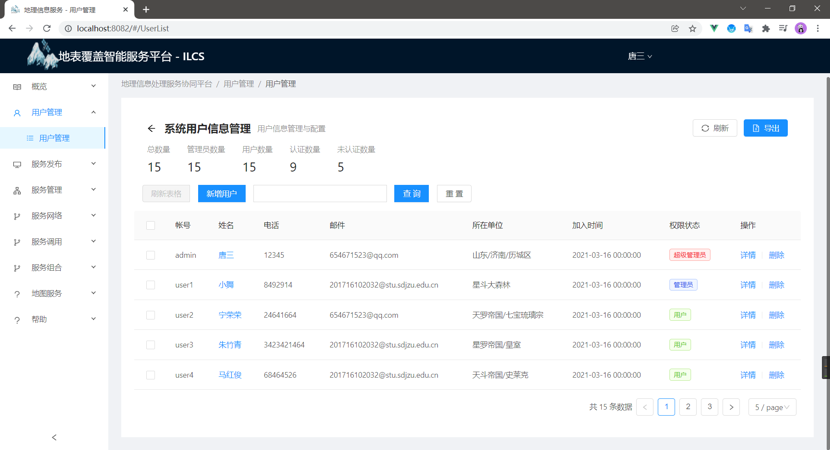 地理信息服务 - 用户管理
localhost:8082/#/UserList
地表覆盖智能服务平台 - ILCS
唐三
概览
用户管理
用户管理
服务发布
服务管理
服务网络
服务调用
服务组合
地图服务
帮助
地理信息处理服务协同平台 / 用户管理 / 用户管理
系统用户信息管理 用户信息管理与配置
刷新 导出
总数量 管理员数量 用户数量 认证数量 未认证数量
15 15 15 9 5
刷新表格 新增用户 查 询 重 置
帐号 姓名 电话 邮件 所在单位 加入时间 权限状态 操作
admin 唐三 12345 654671523@qq.com 山东/济南/历城区 2021-03-16 00:00:00 超级管理员 详情 删除
user1 小舞 8492914 201716102032@stu.sdjzu.edu.cn 星斗大森林 2021-03-16 00:00:00 管理员 详情 删除
user2 宁荣荣 24641664 654671523@qq.com 天罗帝国/七宝琉璃宗 2021-03-16 00:00:00 用户 详情 删除
user3 朱竹青 3423421464 201716102032@stu.sdjzu.edu.cn 星罗帝国/皇室 2021-03-16 00:00:00 用户 详情 删除
user4 马红俊 68464526 201716102032@stu.sdjzu.edu.cn 天斗帝国/史莱克 2021-03-16 00:00:00 用户 详情 删除
共 15 条数据 1 2 3 5 / page